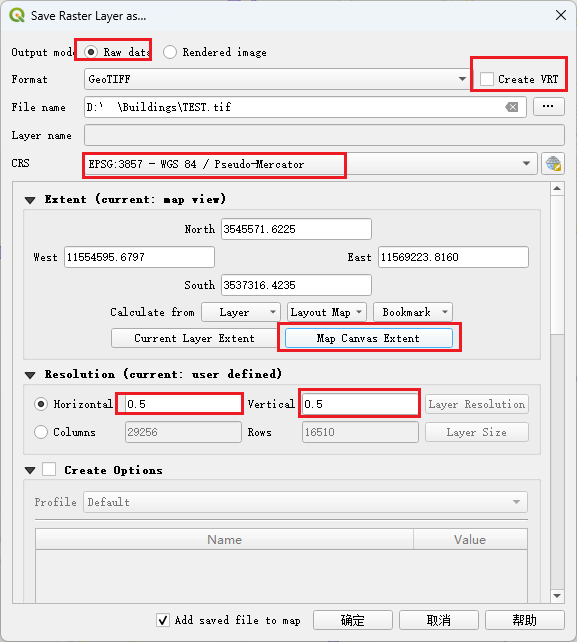 Save Raster Layer as...
Output mode Raw data Rendered image
Format GeoTIFF Create VRT
File name D:\ \Buildings\TEST.tif ...
Layer name
CRS EPSG:3857 - WGS 84 / Pseudo-Mercator
Extent (current: map view)
North 3545571.6225
West 11554595.6797 East 11569223.8160
South 3537316.4235
Calculate from Layer Layout Map Bookmark
Current Layer Extent Map Canvas Extent
Resolution (current: user defined)
Horizontal 0.5 Vertical 0.5 Layer Resolution
Columns 29256 Rows 16510 Layer Size
Create Options
Profile Default
Name Value
Add saved file to map 确定 取消 帮助